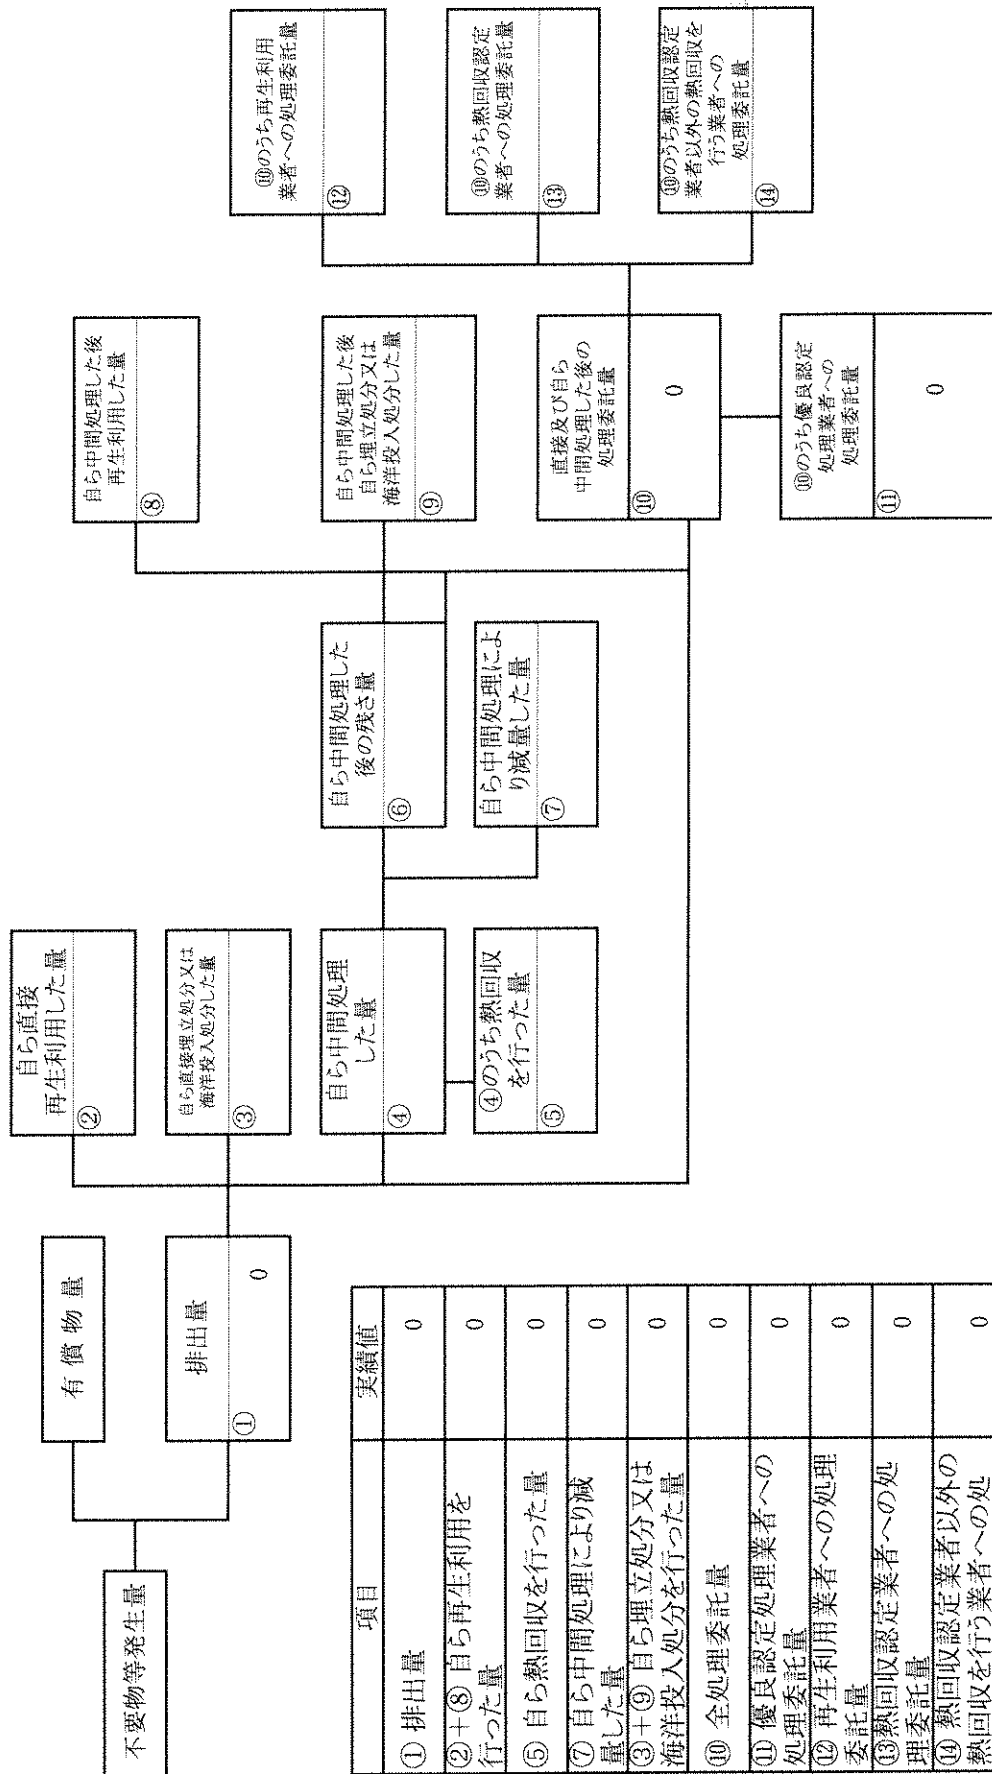 不要物等発生量
有償物量
排出量
①
0
自ら直接
再生利用した量
②
自ら直接埋立処分又は
海洋投入処分した量
③
自ら中間処理
した量
④
④のうち熱回収
を行った量
⑤
自ら中間処理した
後の残さ量
⑥
自ら中間処理によ
り減量した量
⑦
自ら中間処理した後
再生利用した量
⑧
自ら中間処理した後
自ら埋立処分又は
海洋投入処分した量
⑨
直接及び自ら
中間処理した後の
処理委託量
⑩
0
⑩のうち優良認定
処理業者への
処理委託量
⑪
0
⑩のうち再生利用
業者への処理委託量
⑫
⑩のうち熱回収認定
業者への処理委託量
⑬
⑩のうち熱回収認定
業者以外の熱回収を
行う業者への
処理委託量
⑭
項目 実績値
① 排出量 0
②+⑧ 自ら再生利用を
行った量 0
⑤ 自ら熱回収を行った量 0
⑦ 自ら中間処理により減
量した量 0
③+⑨ 自ら埋立処分又は
海洋投入処分を行った量 0
⑩ 全処理委託量 0
⑪ 優良認定処理業者への
処理委託量 0
⑫ 再生利用業者への処理
委託量 0
⑬熱回収認定業者への処
理委託量 0
⑭ 熱回収認定業者以外の
熱回収を行う業者への処 0